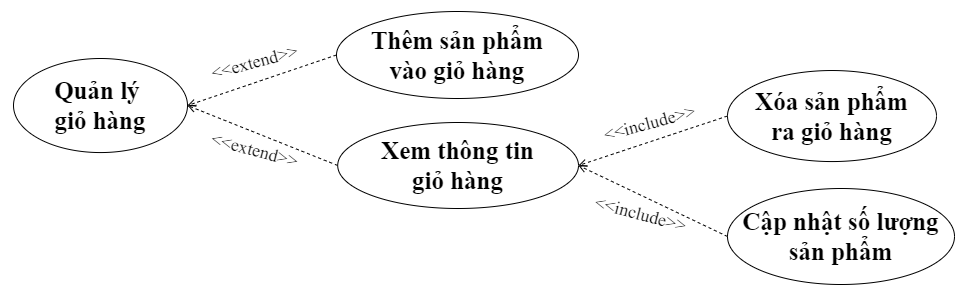 Quản lý
giỏ hàng
<<extend>>
Thêm sản phẩm
vào giỏ hàng
<<extend>>
Xem thông tin
giỏ hàng
<<include>>
Xóa sản phẩm
ra giỏ hàng
<<include>>
Cập nhật số lượng
sản phẩm